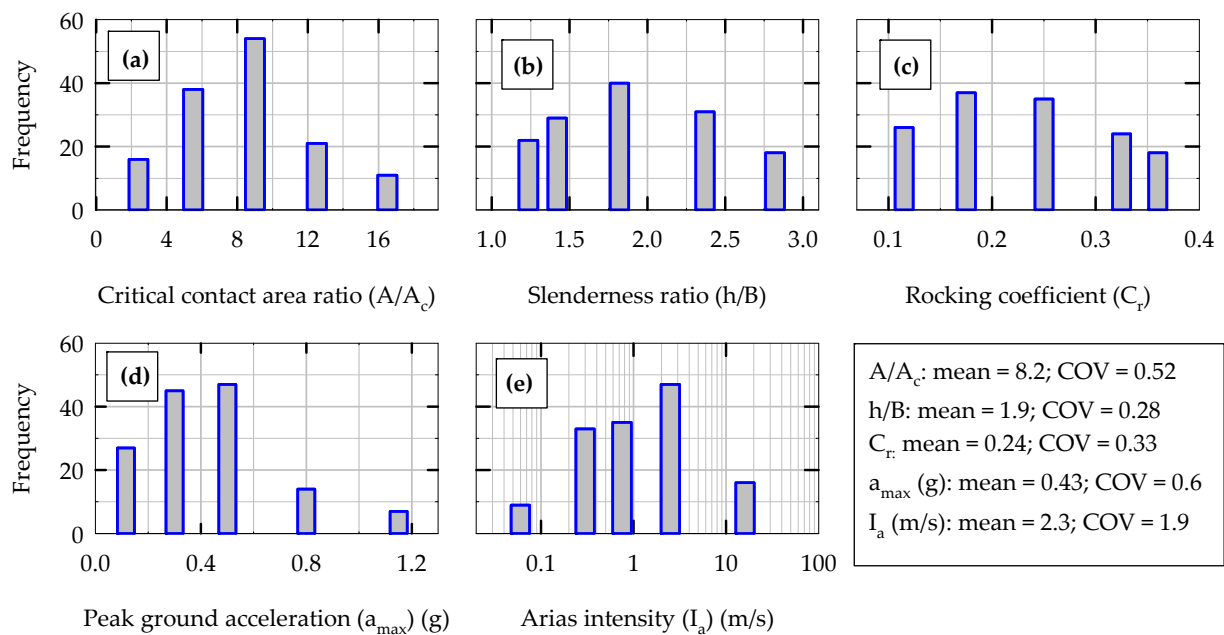 60
40
20
0
Frequency
(a)
0 4 8 12 16
Critical contact area ratio (A/A_c)
(b)
1.0 1.5 2.0 2.5 3.0
Slenderness ratio (h/B)
(c)
0.1 0.2 0.3 0.4
Rocking coefficient (C_r)
60
40
20
0
Frequency
(d)
0.0 0.4 0.8 1.2
Peak ground acceleration (a_max) (g)
(e)
0.1 1 10 100
Arias intensity (I_a) (m/s)
A/A_c: mean = 8.2; COV = 0.52
h/B: mean = 1.9; COV = 0.28
C_r: mean = 0.24; COV = 0.33
a_max (g): mean = 0.43; COV = 0.6
I_a (m/s): mean = 2.3; COV = 1.9